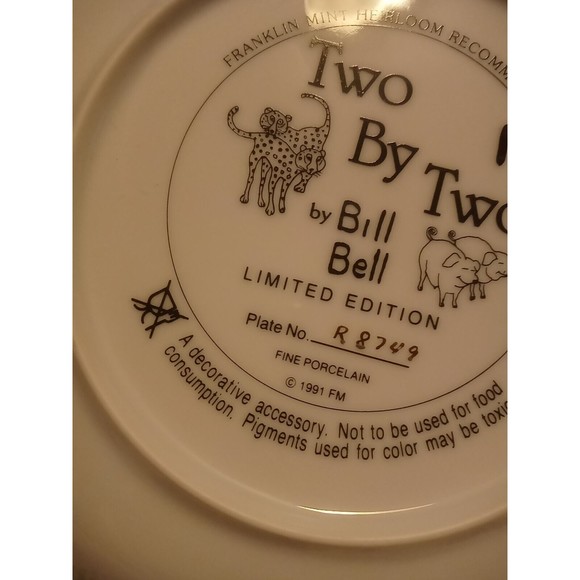 FRANKLIN MINT HEIRLOOM
Two
By Two
by Bill
Bell
LIMITED EDITION
Plate No. R8749
FINE PORCELAIN
© 1991 FM
A decorative accessory. Not to be used for food
consumption. Pigments used for color may be